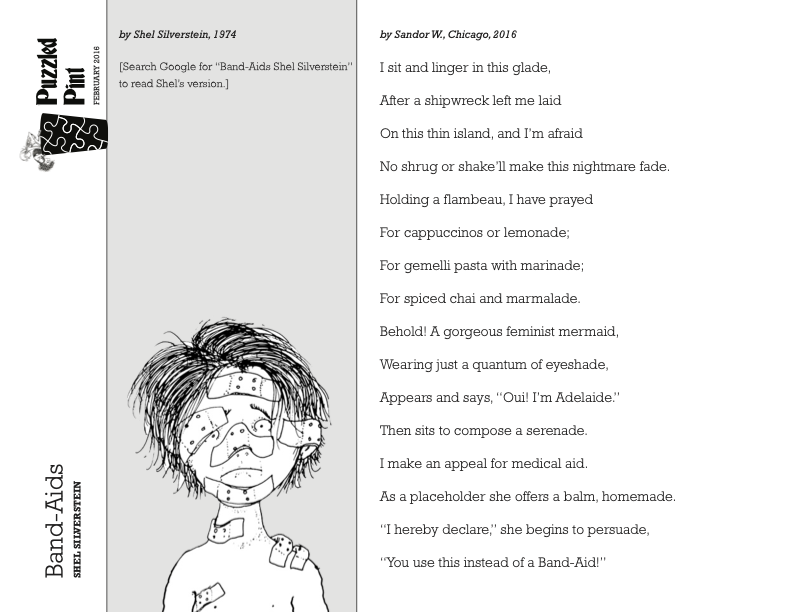 Puzzled
Pint
FEBRUARY 2016
Band-Aids
SHEL SILVERSTEIN
by Shel Silverstein, 1974
[Search Google for “Band-Aids Shel Silverstein”
to read Shel’s version.]
by Sandor W., Chicago, 2016
I sit and linger in this glade,
After a shipwreck left me laid
On this thin island, and I’m afraid
No shrug or shake’ll make this nightmare fade.
Holding a flambeau, I have prayed
For cappuccinos or lemonade;
For gemelli pasta with marinade;
For spiced chai and marmalade.
Behold! A gorgeous feminist mermaid,
Wearing just a quantum of eyeshade,
Appears and says, “Oui! I’m Adelaide.”
Then sits to compose a serenade.
I make an appeal for medical aid.
As a placeholder she offers a balm, homemade.
“I hereby declare,” she begins to persuade,
“You use this instead of a Band-Aid!”